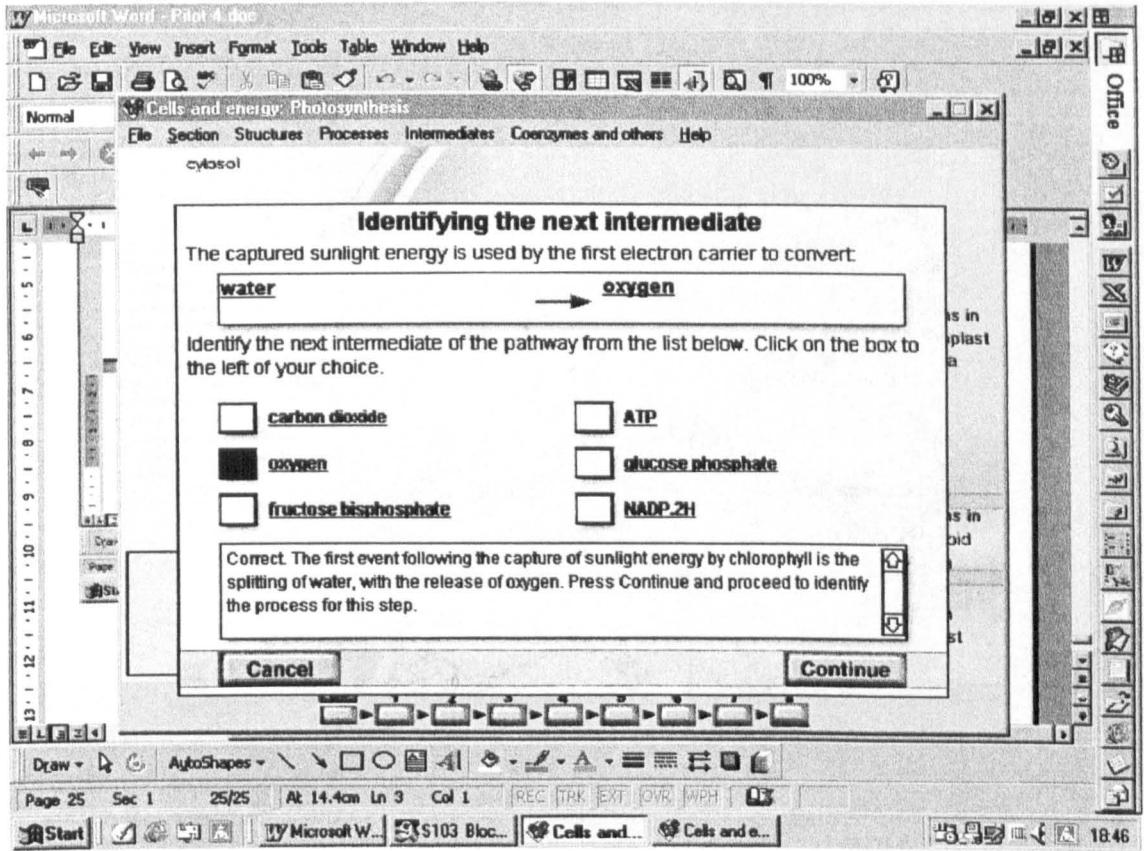 Microsoft Word - Pilot 4.doc
File Edit View Insert Format Tools Table Window Help
100%
Office
Normal
Cells and energy: Photosynthesis
File Section Structures Processes Intermediates Coenzymes and others Help
cytosol
Identifying the next intermediate
The captured sunlight energy is used by the first electron carrier to convert:
water
oxygen
Identify the next intermediate of the pathway from the list below. Click on the box to
the left of your choice.
carbon dioxide
ATP
oxygen
glucose phosphate
fructose bisphosphate
NADP.2H
Correct. The first event following the capture of sunlight energy by chlorophyll is the
splitting of water, with the release of oxygen. Press Continue and proceed to identify
the process for this step.
Cancel
Continue
Draw AutoShapes
Page 25 Sec 1 25/25 At 14.4cm Ln 3 Col 1 REC TRK EXT OVR WPH
Start Microsoft W... S103 Bloc... Cells and... Cells and e... 18:46